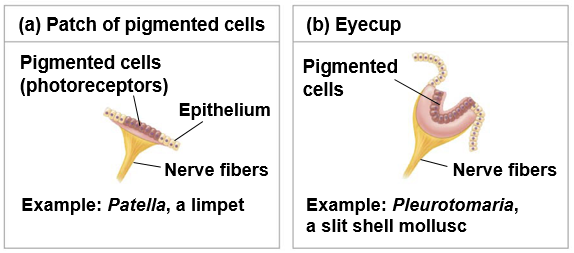 (a) Patch of pigmented cells
Pigmented cells
(photoreceptors)
Epithelium
Nerve fibers
Example: Patella, a limpet
(b) Eyecup
Pigmented
cells
Nerve fibers
Example: Pleurotomaria,
a slit shell mollusc